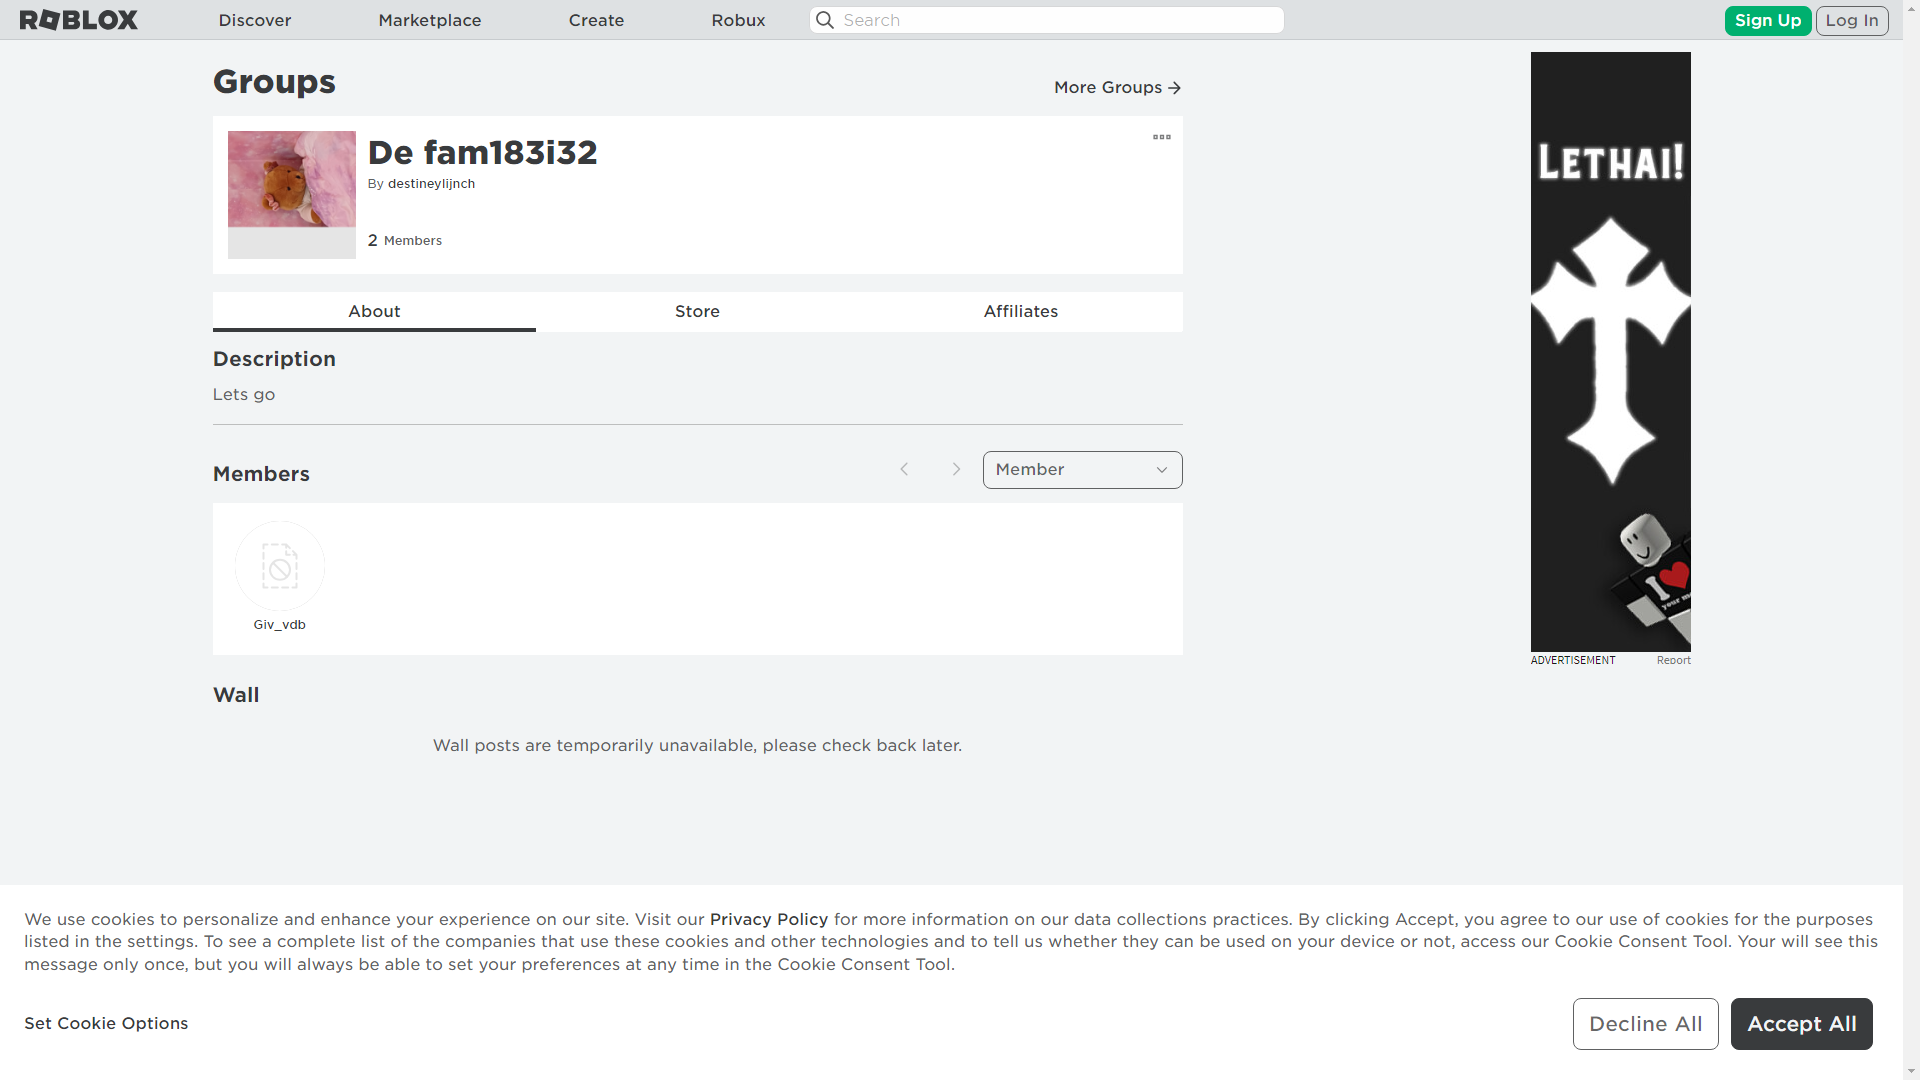 ROBLOX
Discover
Marketplace
Create
Robux
Search
Sign Up
Log In
Groups
More Groups
De fam183i32
By destineylijnch
2 Members
About
Store
Affiliates
Description
Lets go
Members
Member
Giv_vdb
Wall
Wall posts are temporarily unavailable, please check back later.
LETHAI!
I
your
ADVERTISEMENT
Report
We use cookies to personalize and enhance your experience on our site. Visit our Privacy Policy for more information on our data collections practices. By clicking Accept, you agree to our use of cookies for the purposes
listed in the settings. To see a complete list of the companies that use these cookies and other technologies and to tell us whether they can be used on your device or not, access our Cookie Consent Tool. Your will see this
message only once, but you will always be able to set your preferences at any time in the Cookie Consent Tool.
Set Cookie Options
Decline All
Accept All